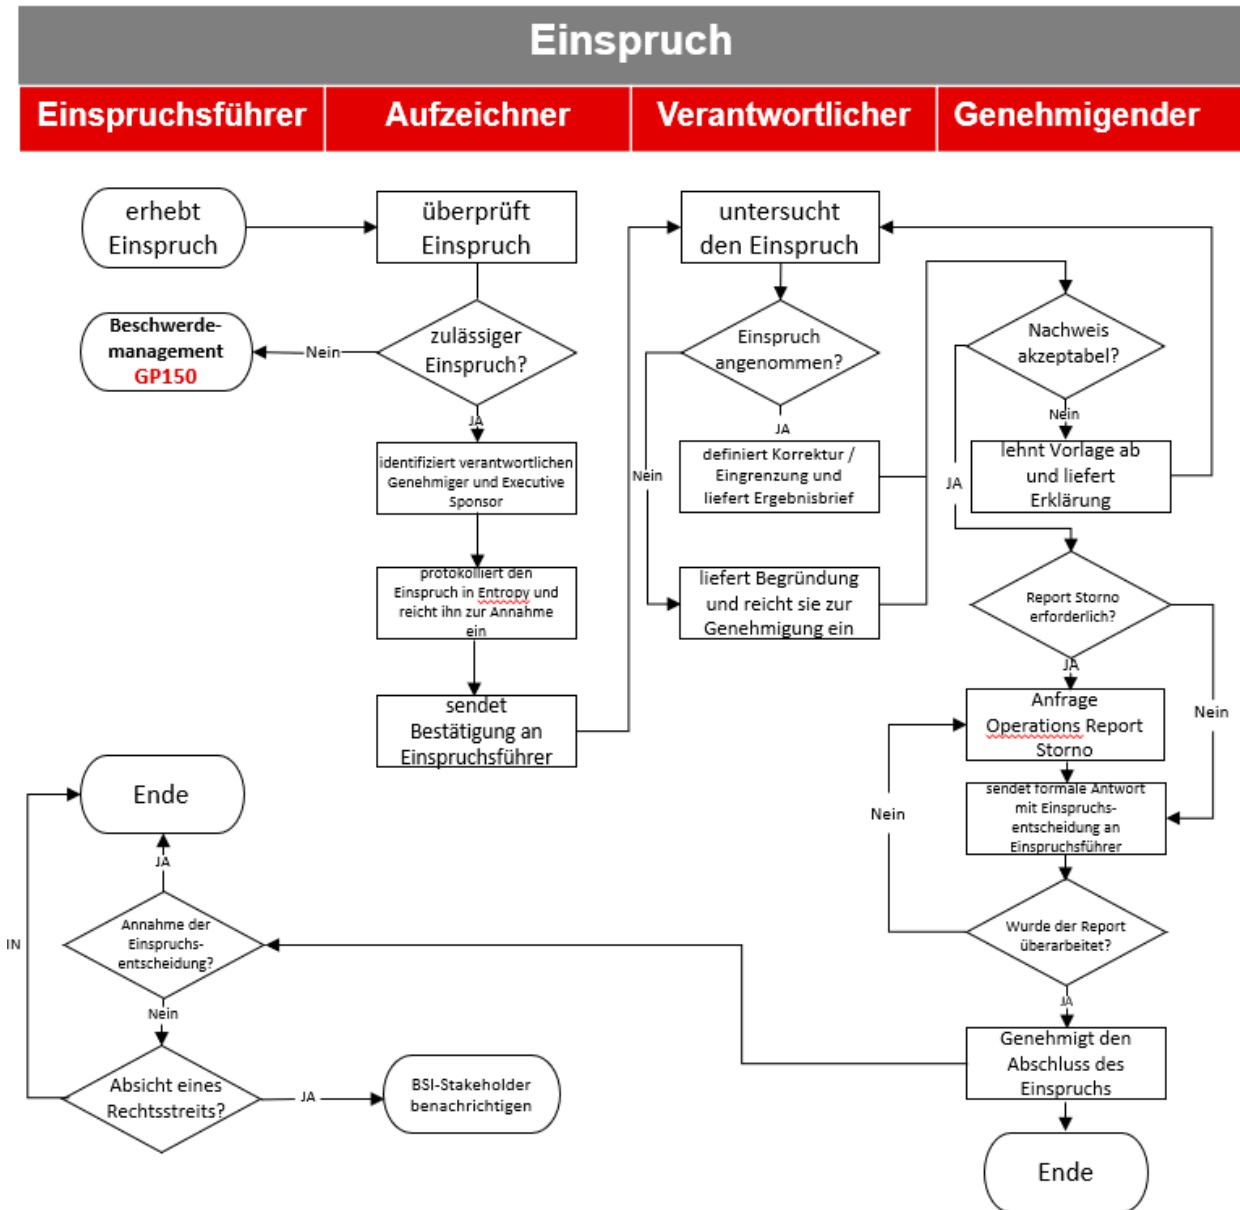 Einspruch
Einspruchsführer
Aufzeichner
Verantwortlicher
Genehmigender
erhebt
Einspruch
überprüft
Einspruch
untersucht
den Einspruch
Beschwerde-
management
GP150
Nein
zulässiger
Einspruch?
JA
Einspruch
angenommen?
JA
Nein
Nachweis
akzeptabel?
Nein
JA
identifiziert verantwortlichen
Genehmiger und Executive
Sponsor
definiert Korrektur /
Eingrenzung und
liefert Ergebnisbrief
lehnt Vorlage ab
und liefert
Erklärung
protokolliert den
Einspruch in Entropy und
reicht ihn zur Annahme
ein
liefert Begründung
und reicht sie zur
Genehmigung ein
Report Storno
erforderlich?
JA
Nein
sendet
Bestätigung an
Einspruchsführer
Anfrage
Operations Report
Storno
Ende
sendet formale Antwort
mit Einspruchs-
entscheidung an
Einspruchsführer
Nein
JA
Annahme der
Einspruchs-
entscheidung?
IN
Nein
Wurde der Report
überarbeitet?
JA
Absicht eines
Rechtsstreits?
JA
BSI-Stakeholder
benachrichtigen
Genehmigt den
Abschluss des
Einspruchs
Ende